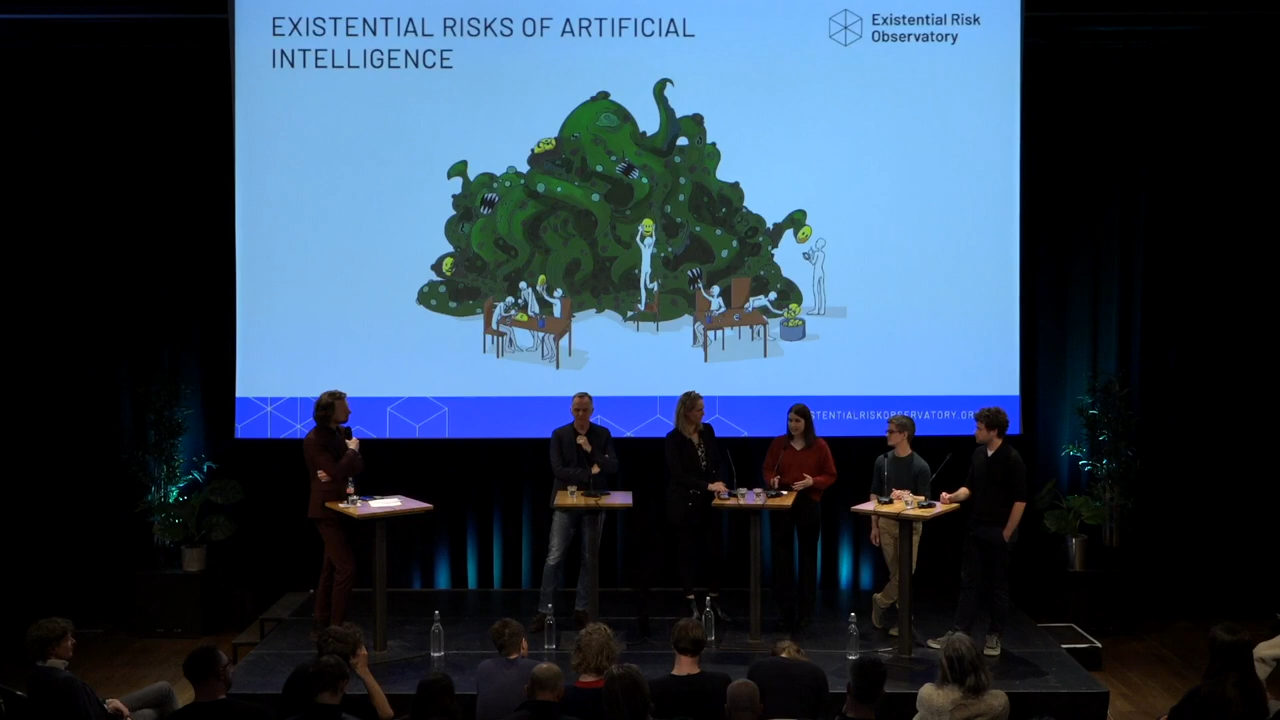 EXISTENTIAL RISKS OF ARTIFICIAL
INTELLIGENCE
Existential Risk
Observatory